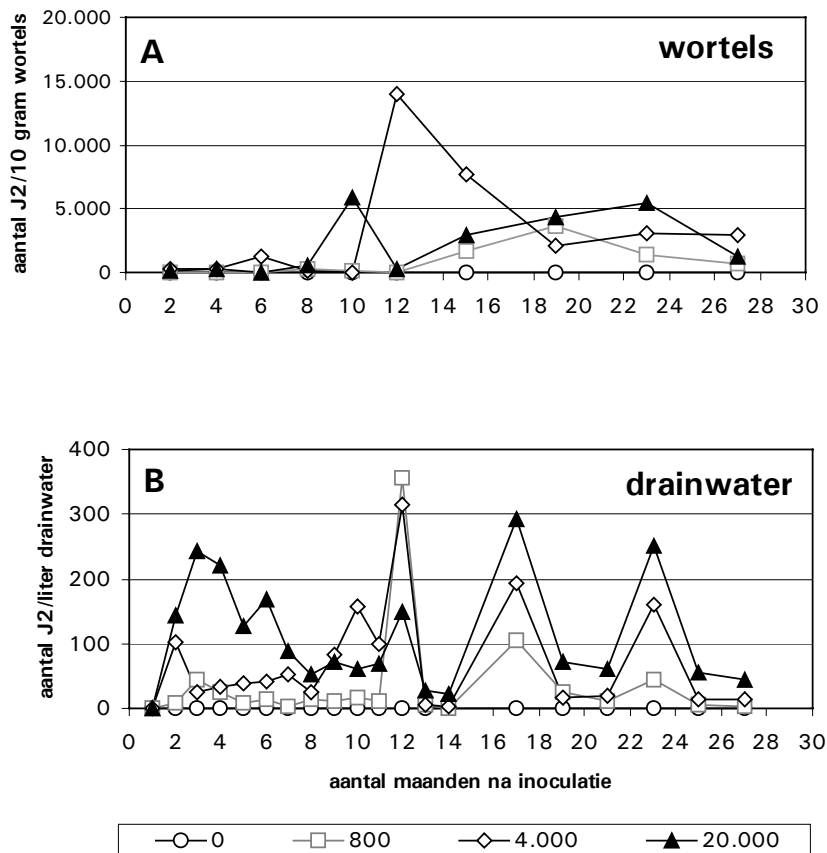 A
wortels
aantal J2/10 gram wortels
20.000
15.000
10.000
5.000
0
0 2 4 6 8 10 12 14 16 18 20 22 24 26 28 30
B
drainwater
aantal J2/liter drainwater
400
300
200
100
0
0 2 4 6 8 10 12 14 16 18 20 22 24 26 28 30
aantal maanden na inoculatie
0 800 4.000 20.000